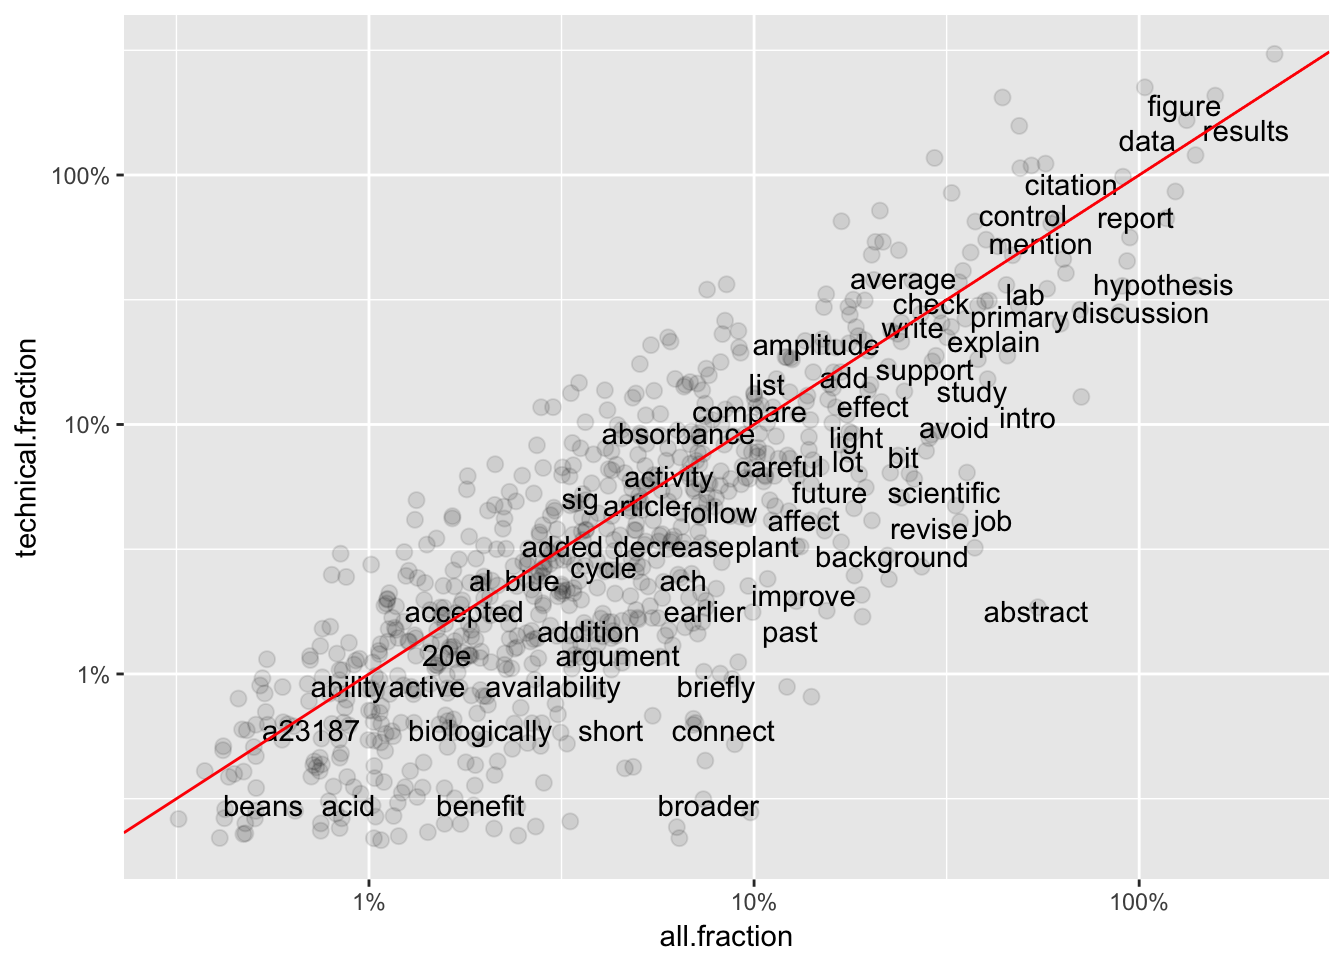 figure
results
data
100%
citation
control report
mention
average
hypothesis
lab
check
primary discussion
write
explain
amplitude
support
list add
study
compare effect
intro
10%
avoid
absorbance light
careful lot bit
activity
future scientific
sig
article follow
affect job
revise
added decrease plant
background
cycle
al blue ach
improve
accepted earlier abstract
addition past
20e argument
1%
ability active availability briefly
a23187 biologically short connect
beans acid benefit broader
technical.fraction
1% 10% 100%
all.fraction